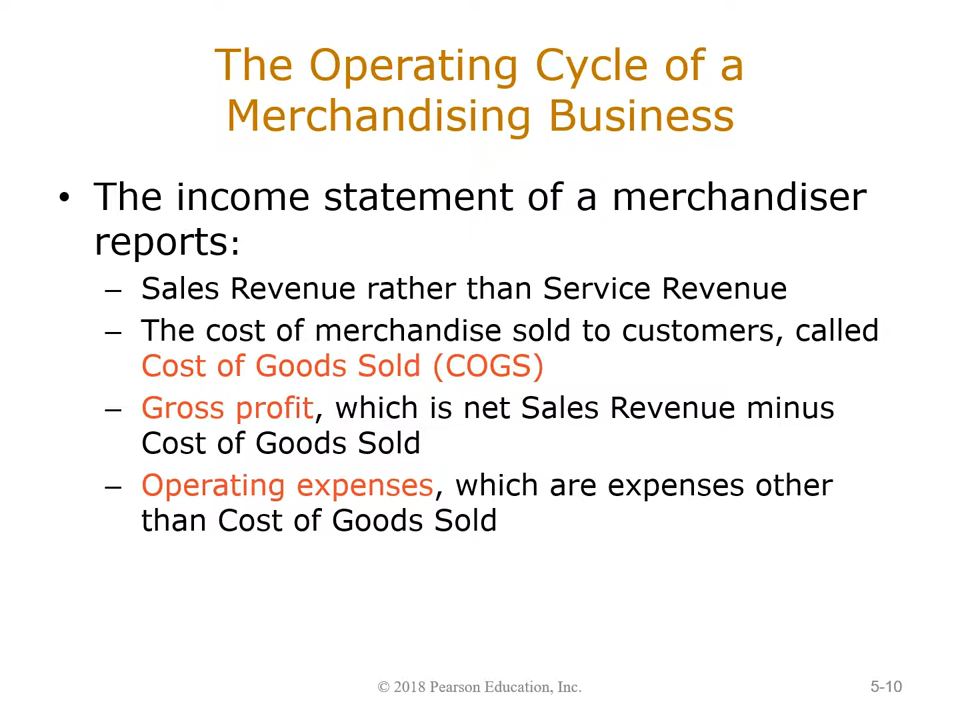 The Operating Cycle of a
Merchandising Business
• The income statement of a merchandiser
reports:
– Sales Revenue rather than Service Revenue
– The cost of merchandise sold to customers, called
Cost of Goods Sold (COGS)
– Gross profit, which is net Sales Revenue minus
Cost of Goods Sold
– Operating expenses, which are expenses other
than Cost of Goods Sold
© 2018 Pearson Education, Inc.
5-10